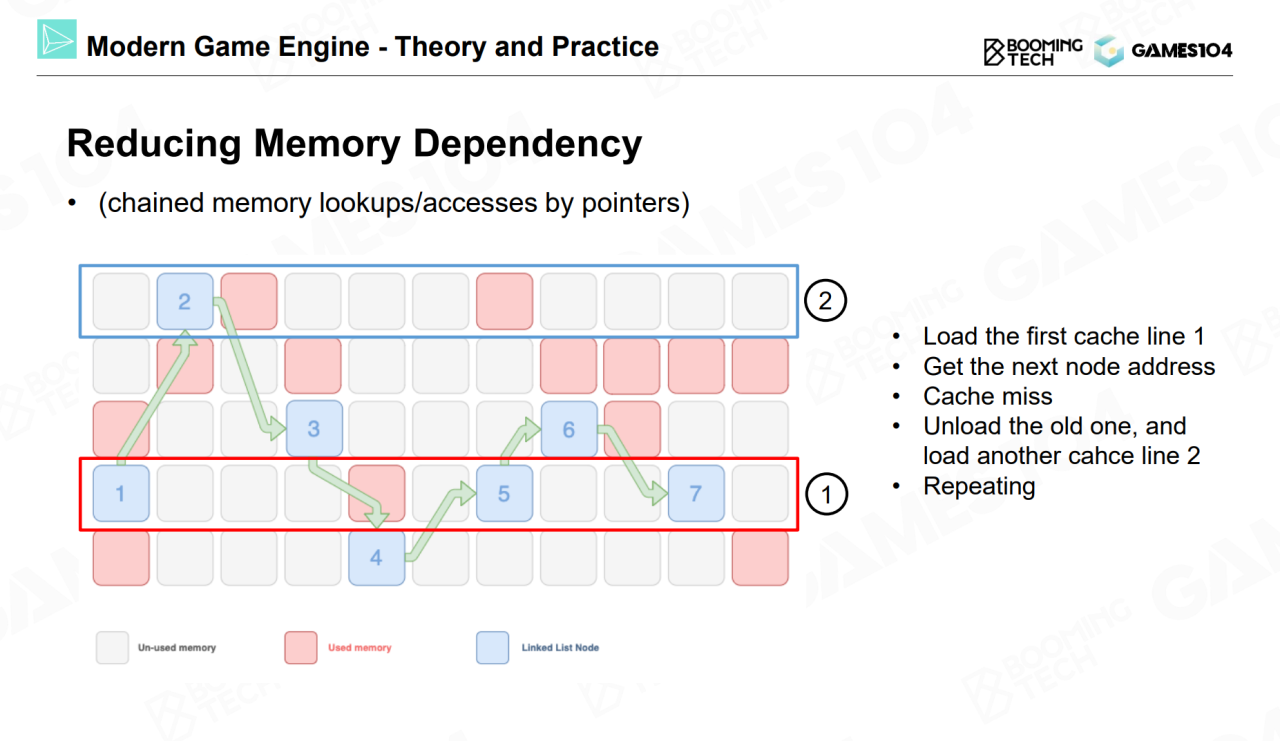 Modern Game Engine - Theory and Practice
BOOMING
TECH
GAMES104
Reducing Memory Dependency
• (chained memory lookups/accesses by pointers)
2
2
3
6
1
5
7
1
4
• Load the first cache line 1
• Get the next node address
• Cache miss
• Unload the old one, and
load another cahce line 2
• Repeating
Un-used memory
Used memory
Linked List Node